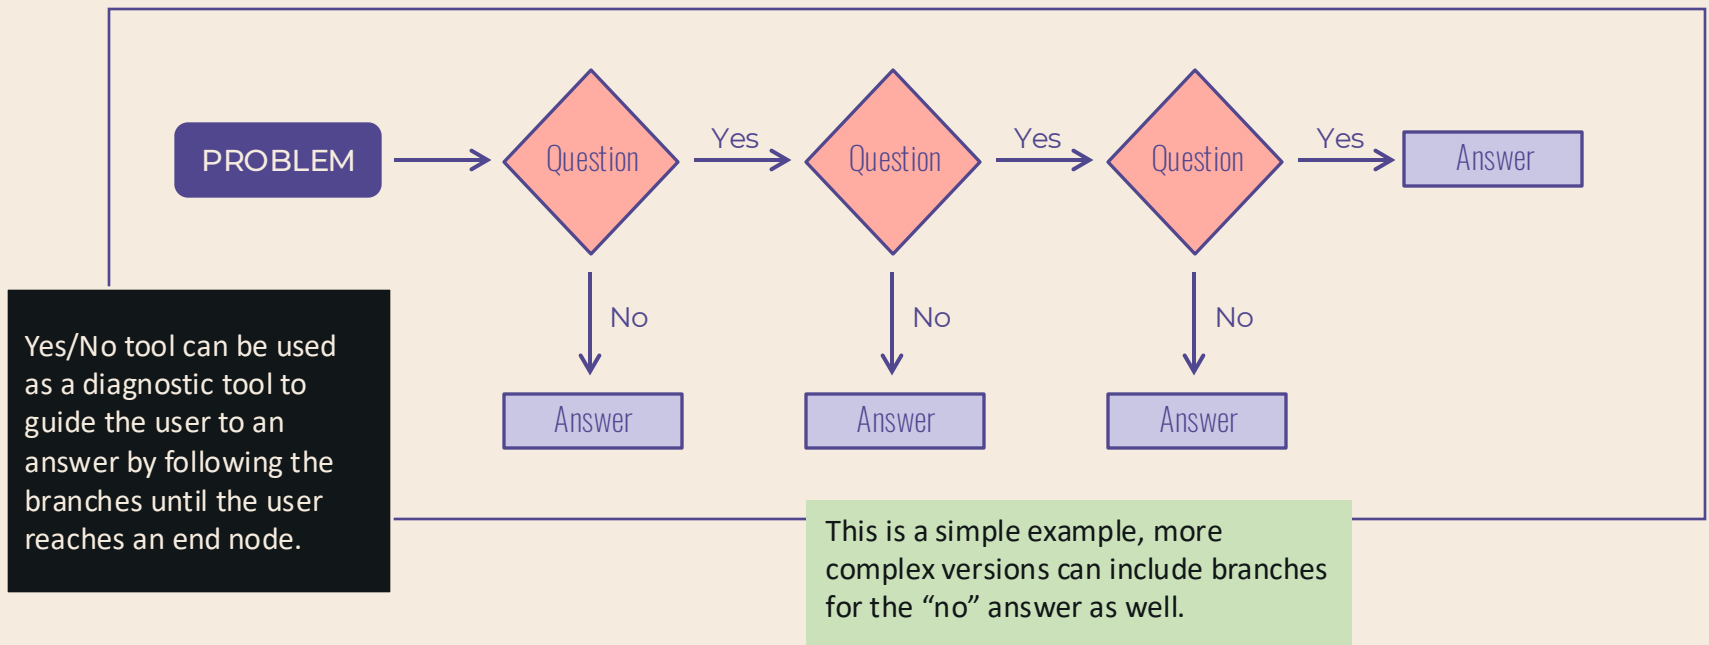 PROBLEM
Question
Yes
Question
Yes
Question
Yes
Answer
No
No
No
Answer
Answer
Answer
Yes/No tool can be used
as a diagnostic tool to
guide the user to an
answer by following the
branches until the user
reaches an end node.
This is a simple example, more
complex versions can include branches
for the “no” answer as well.